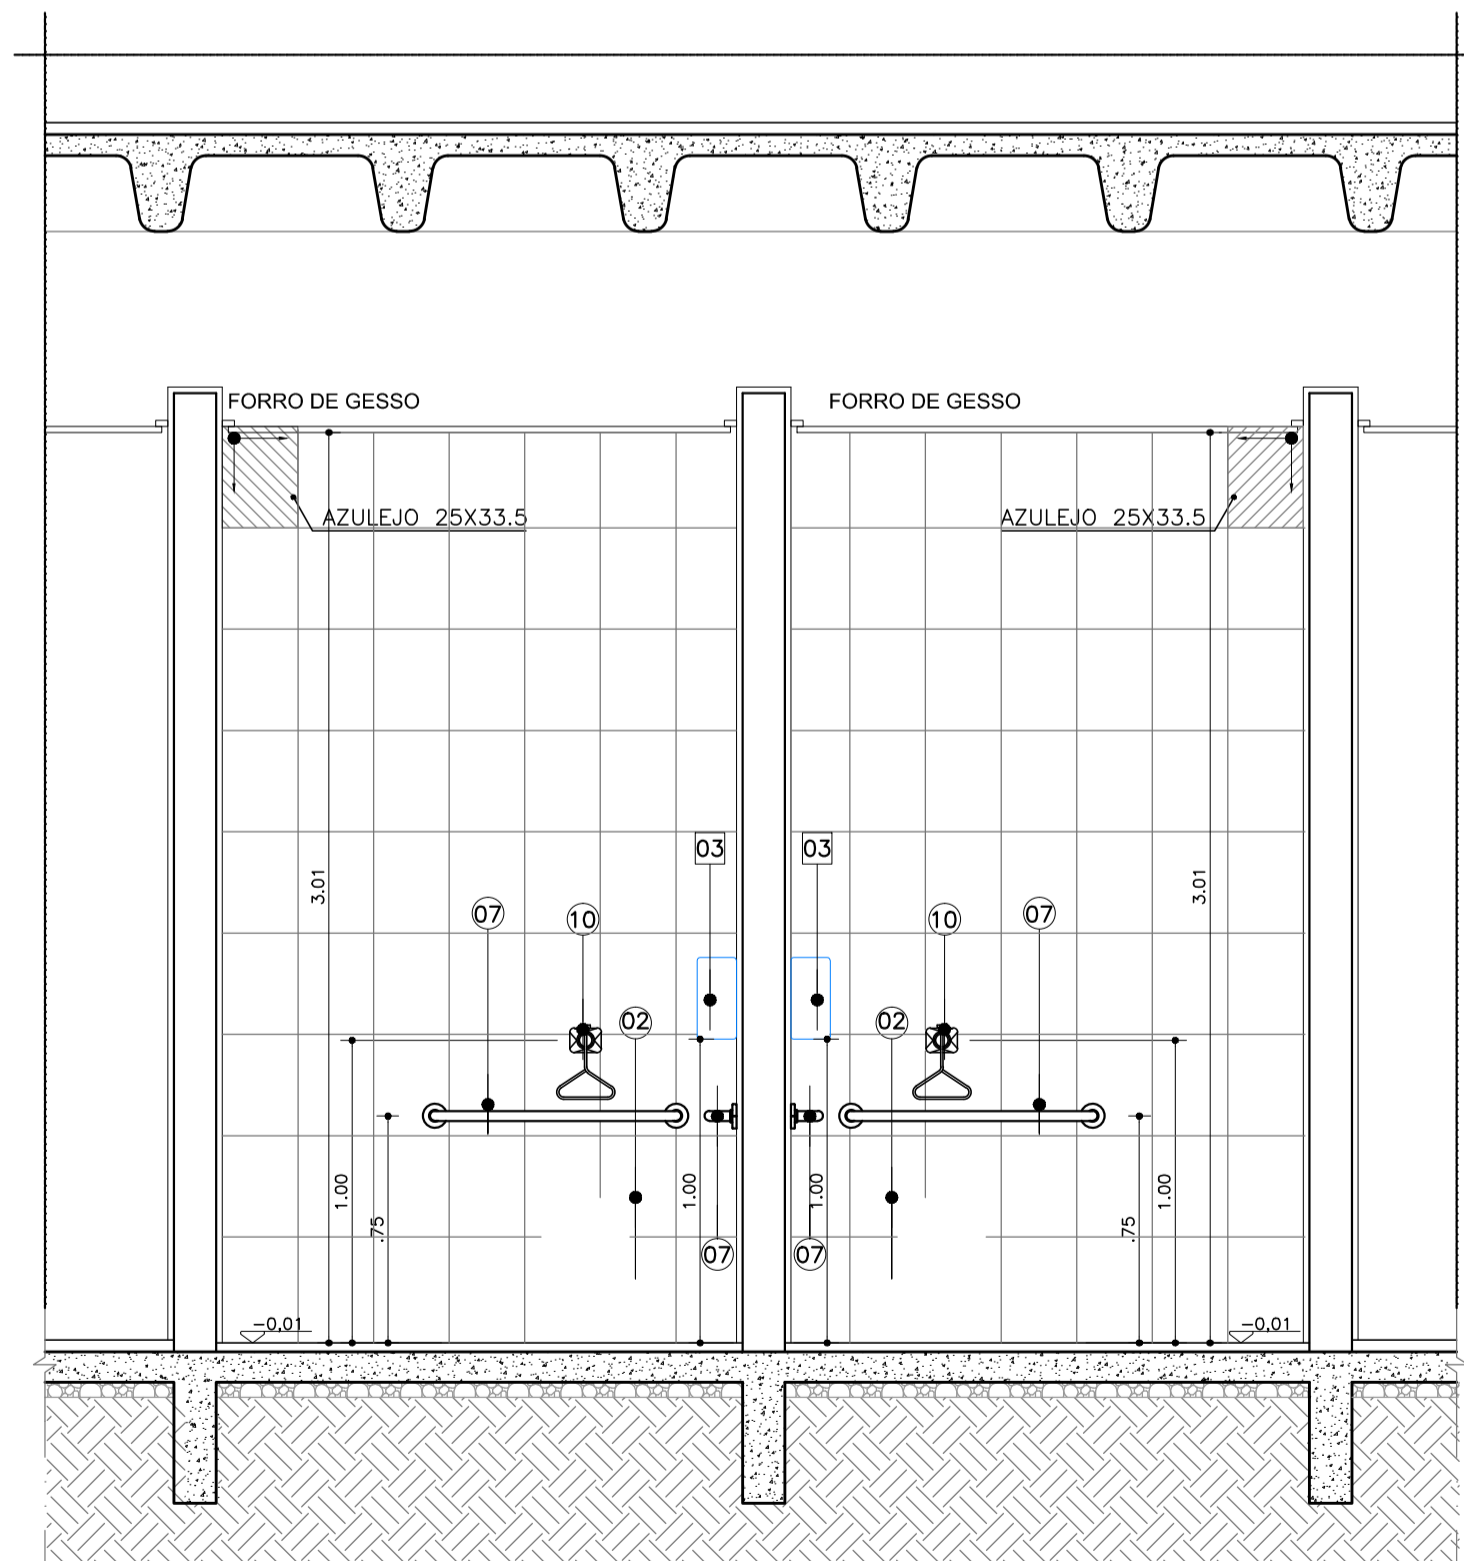 FORRO DE GESSO FORRO DE GESSO
AZULEJO 25X33.5 AZULEJO 25X33.5
03 03
3.01 3.01
07 10 10 07
02 02
1.00 1.00 1.00 1.00
.75 .75
07 07
-0,01 -0,01